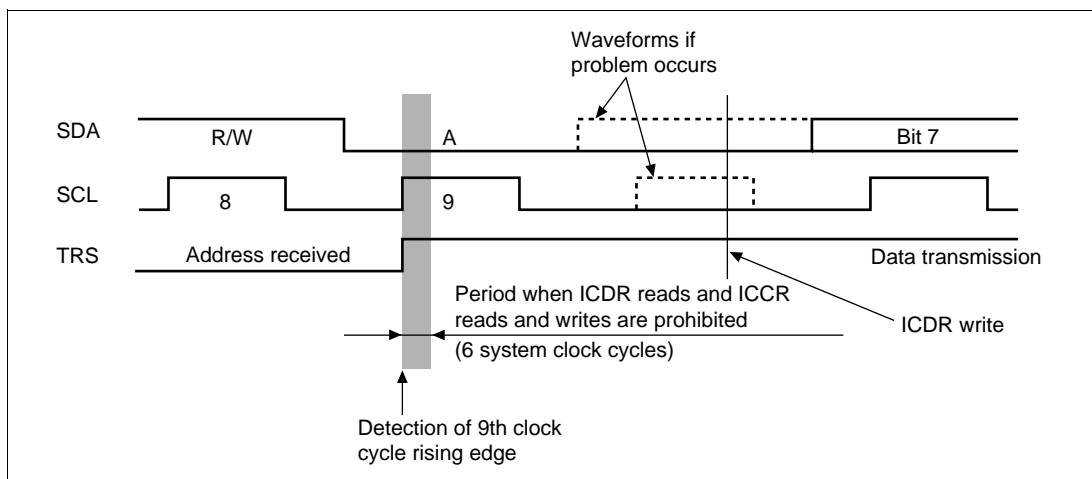 Waveforms if
problem occurs
SDA
R/W
A
Bit 7
SCL
8
9
TRS
Address received
Data transmission
Period when ICDR reads and ICCR
reads and writes are prohibited
(6 system clock cycles)
ICDR write
Detection of 9th clock
cycle rising edge